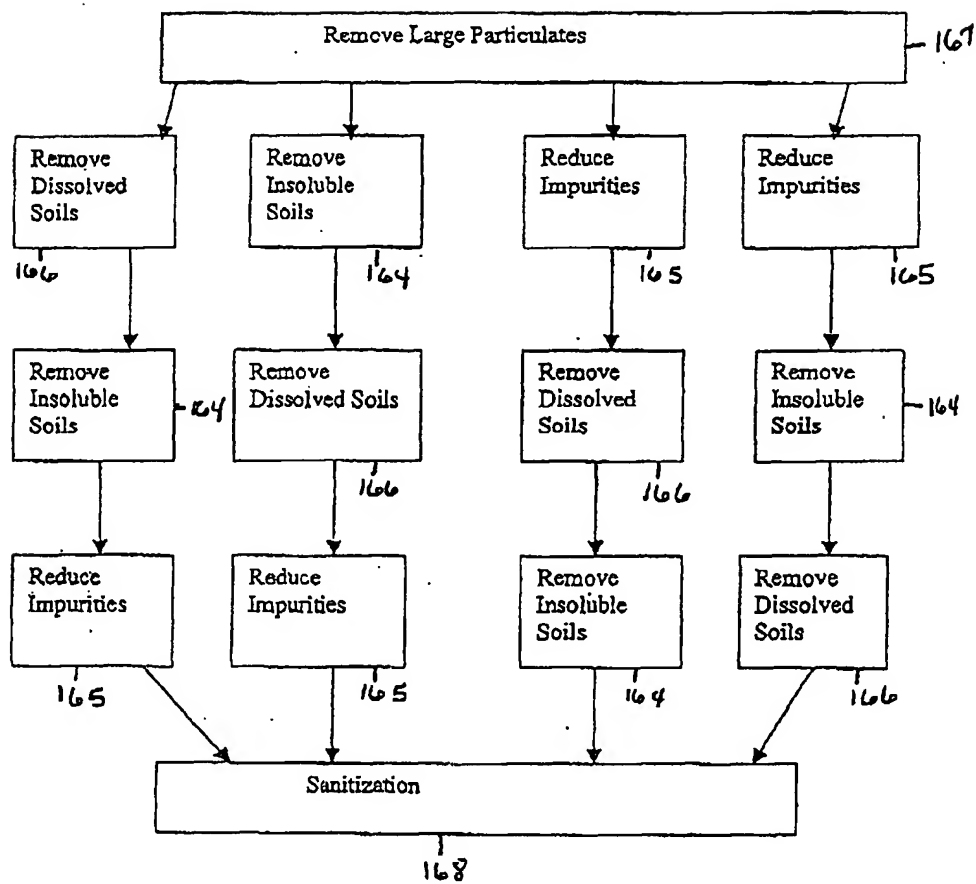 Remove Large Particulates
167
Remove
Dissolved
Soils
166
Remove
Insoluble
Soils
164
Reduce
Impurities
165
Reduce
Impurities
165
Remove
Insoluble
Soils
164
Remove
Dissolved Soils
166
Remove
Dissolved
Soils
166
Remove
Insoluble
Soils
164
Reduce
Impurities
165
Reduce
Impurities
165
Remove
Insoluble
Soils
164
Remove
Dissolved
Soils
166
Sanitization
168